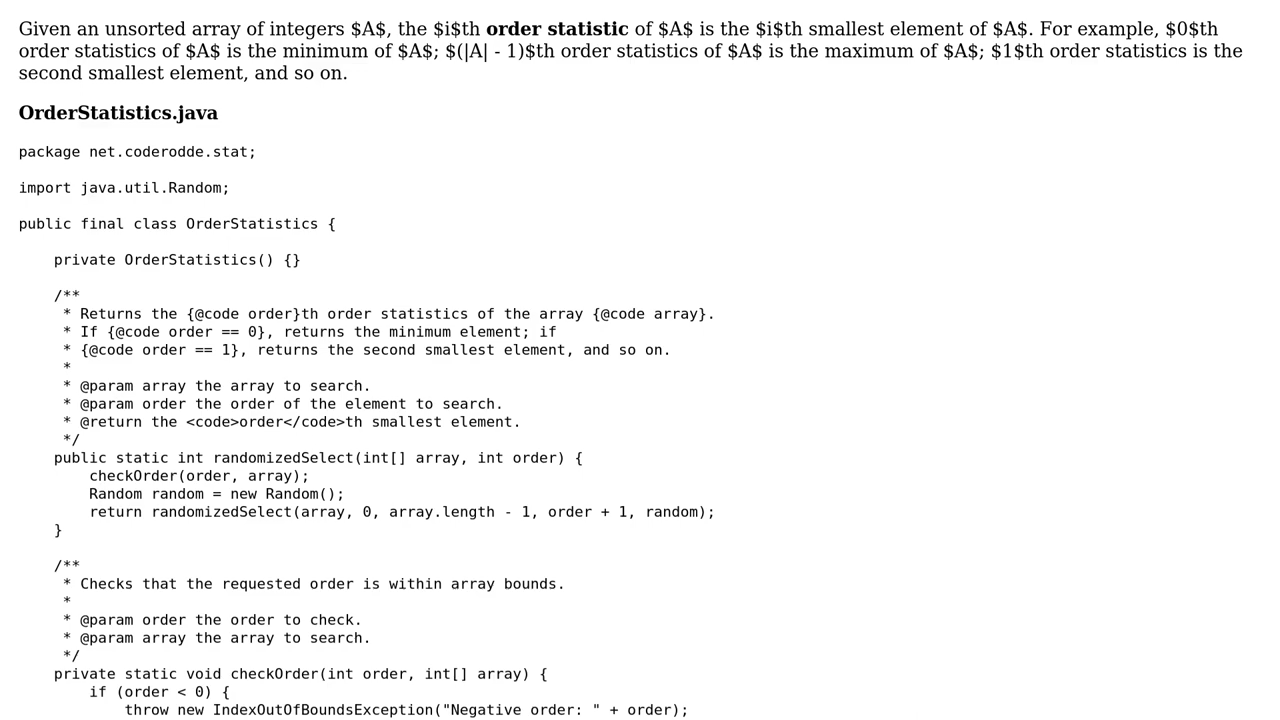 Given an unsorted array of integers $A$, the $i$th order statistic of $A$ is the $i$th smallest element of $A$. For example, $0$th
order statistics of $A$ is the minimum of $A$; $(|A| - 1)$th order statistics of $A$ is the maximum of $A$; $1$th order statistics is the
second smallest element, and so on.
OrderStatistics.java
package net.coderodde.stat;
import java.util.Random;
public final class OrderStatistics {
    private OrderStatistics() {}
    /**
     * Returns the {@code order}th order statistics of the array {@code array}.
     * If {@code order == 0}, returns the minimum element; if
     * {@code order == 1}, returns the second smallest element, and so on.
     *
     * @param array the array to search.
     * @param order the order of the element to search.
     * @return the <code>order</code>th smallest element.
     */
    public static int randomizedSelect(int[] array, int order) {
        checkOrder(order, array);
        Random random = new Random();
        return randomizedSelect(array, 0, array.length - 1, order + 1, random);
    }
    /**
     * Checks that the requested order is within array bounds.
     *
     * @param order the order to check.
     * @param array the array to search.
     */
    private static void checkOrder(int order, int[] array) {
        if (order < 0) {
            throw new IndexOutOfBoundsException("Negative order: " + order);